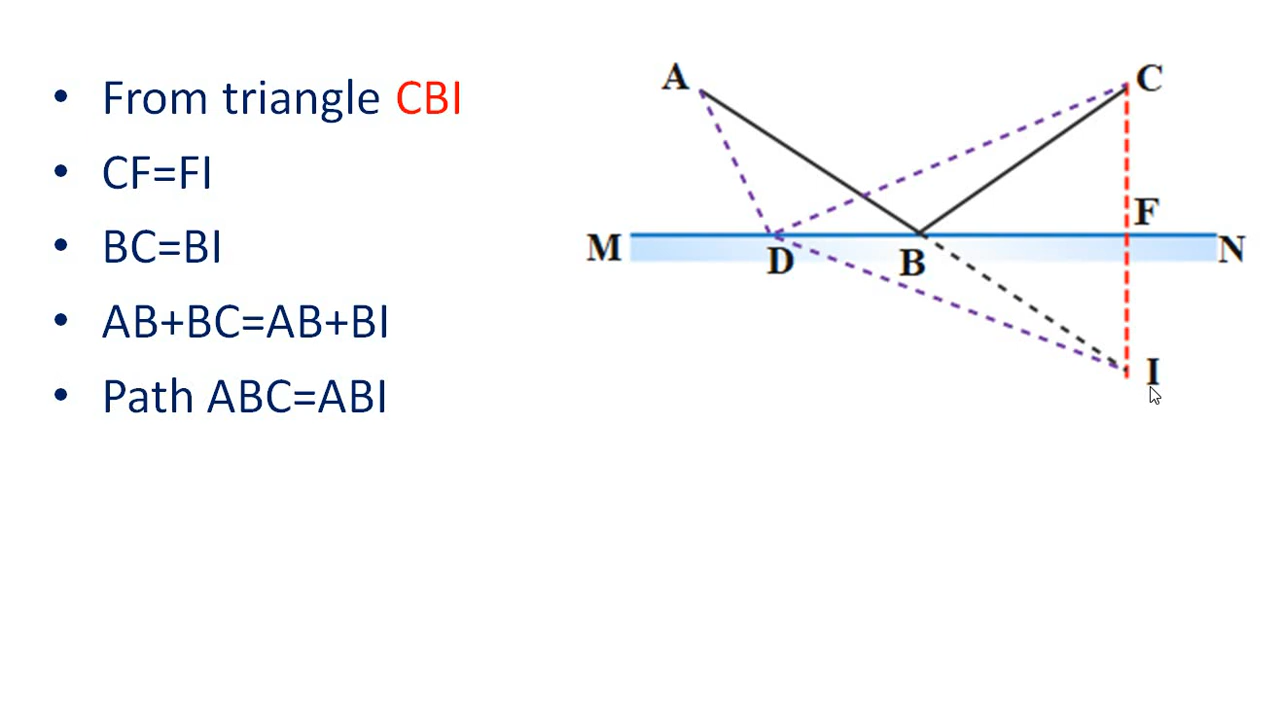 • From triangle CBI
• CF=FI
• BC=BI
• AB+BC=AB+BI
• Path ABC=ABI
A
C
F
M
D
B
N
I